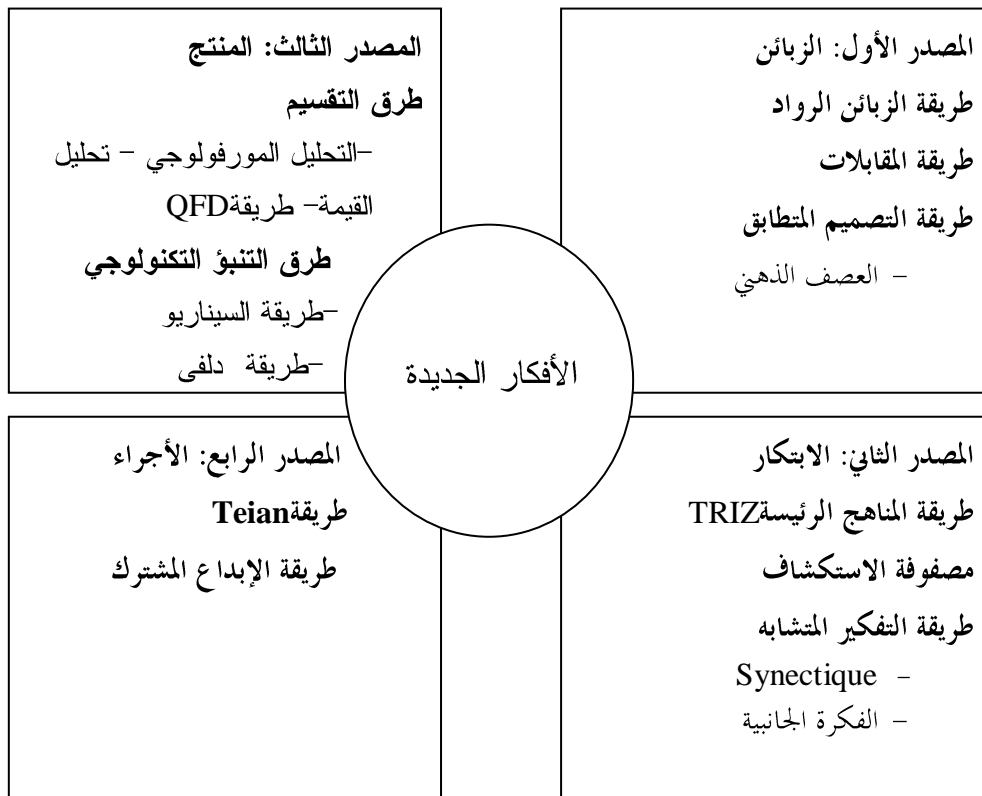 المصدر الأول: الزبائن
طريقة الزبائن الرواد
طريقة المقابلات
طريقة التصميم المتطابق
– العصف الذهني
المصدر الثالث: المنتج
طرق التقسيم
–التحليل المورفولوجي – تحليل
القيمة– طريقةQFD
طرق التنبؤ التكنولوجي
–طريقة السيناريو
–طريقة دلفى
الأفكار الجديدة
المصدر الثاني: الابتكار
طريقة المناهج الرئيسةTRIZ
مصفوفة الاستكشاف
طريقة التفكير المتشابه
– Synectique
– الفكرة الجانبية
المصدر الرابع: الأجراء
طريقةTeian
طريقة الإبداع المشترك